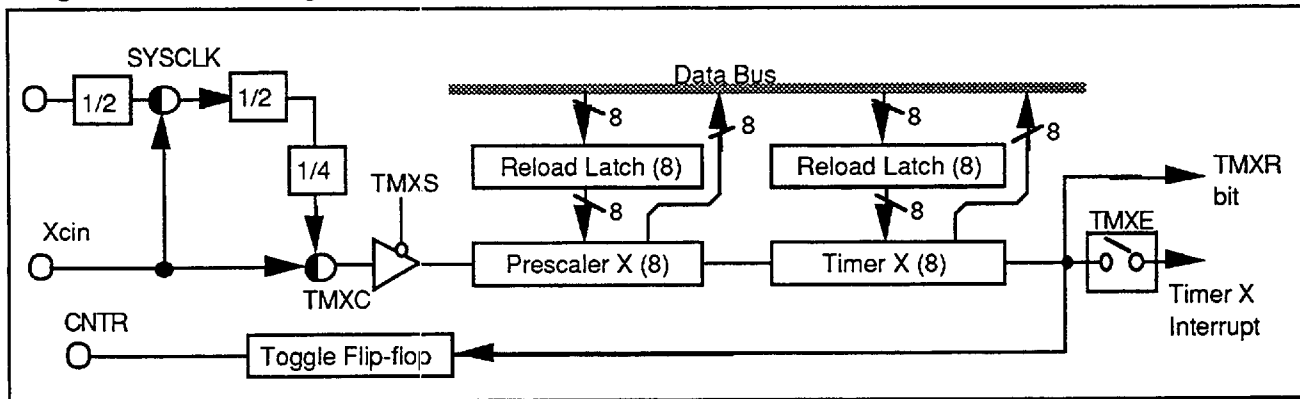 SYSCLK
Data Bus
1/2
1/2
8
8
8
8
Reload Latch (8)
Reload Latch (8)
1/4
TMXS
8
8
TMXR
bit
Xcin
TMXE
Prescaler X (8)
Timer X (8)
TMXC
Timer X
Interrupt
CNTR
Toggle Flip-flop